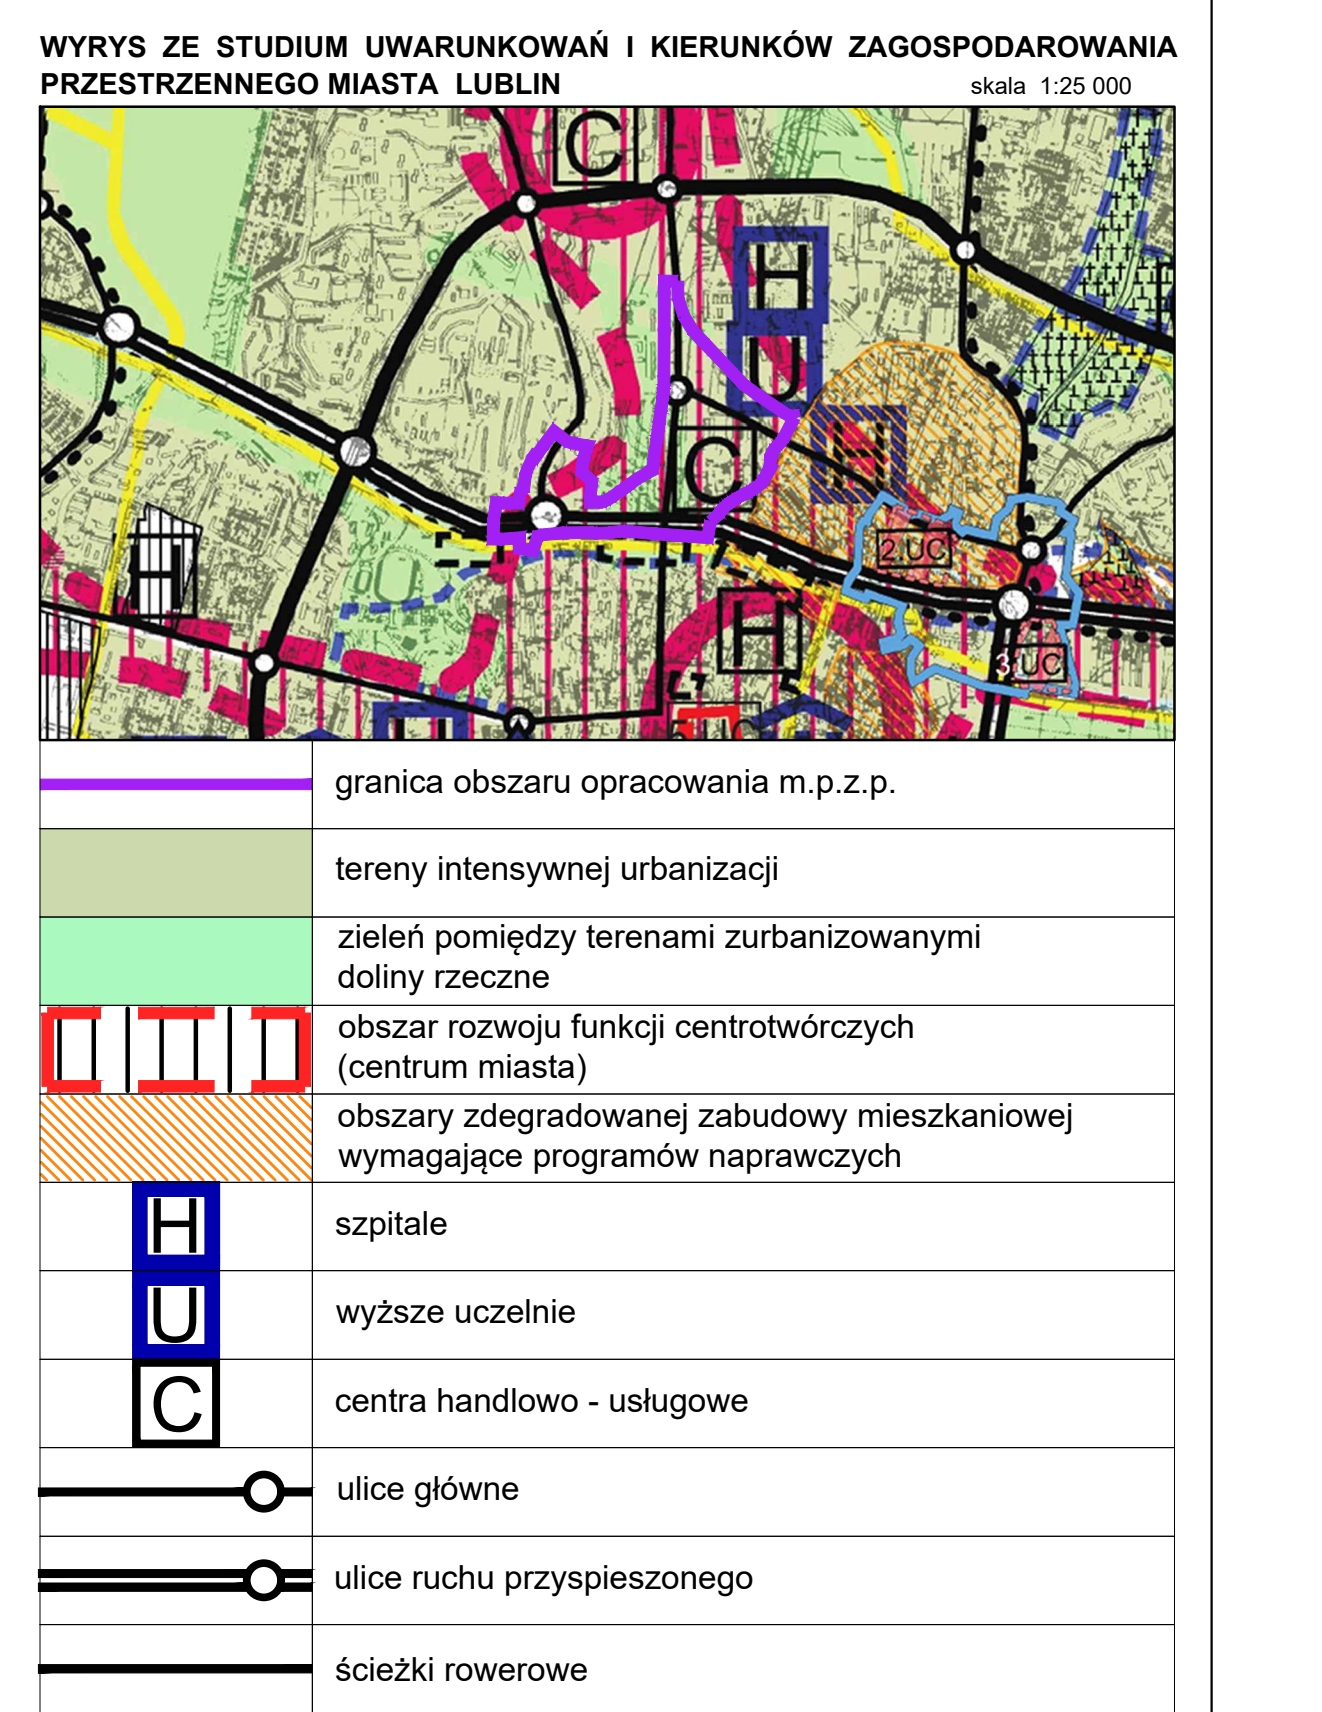 WYRYS ZE STUDIUM UWARUNKOWAŃ I KIERUNKÓW ZAGOSPODAROWANIA
PRZESTRZENNEGO MIASTA LUBLIN
skala 1:25 000
C
H
U
C
H
2.UC
H
3.UC
granica obszaru opracowania m.p.z.p.
tereny intensywnej urbanizacji
zieleń pomiędzy terenami zurbanizowanymi
doliny rzeczne
obszar rozwoju funkcji centrotwórczych
(centrum miasta)
obszary zdegradowanej zabudowy mieszkaniowej
wymagające programów naprawczych
H
szpitale
U
wyższe uczelnie
C
centra handlowo - usługowe
ulice główne
ulice ruchu przyspieszonego
ścieżki rowerowe